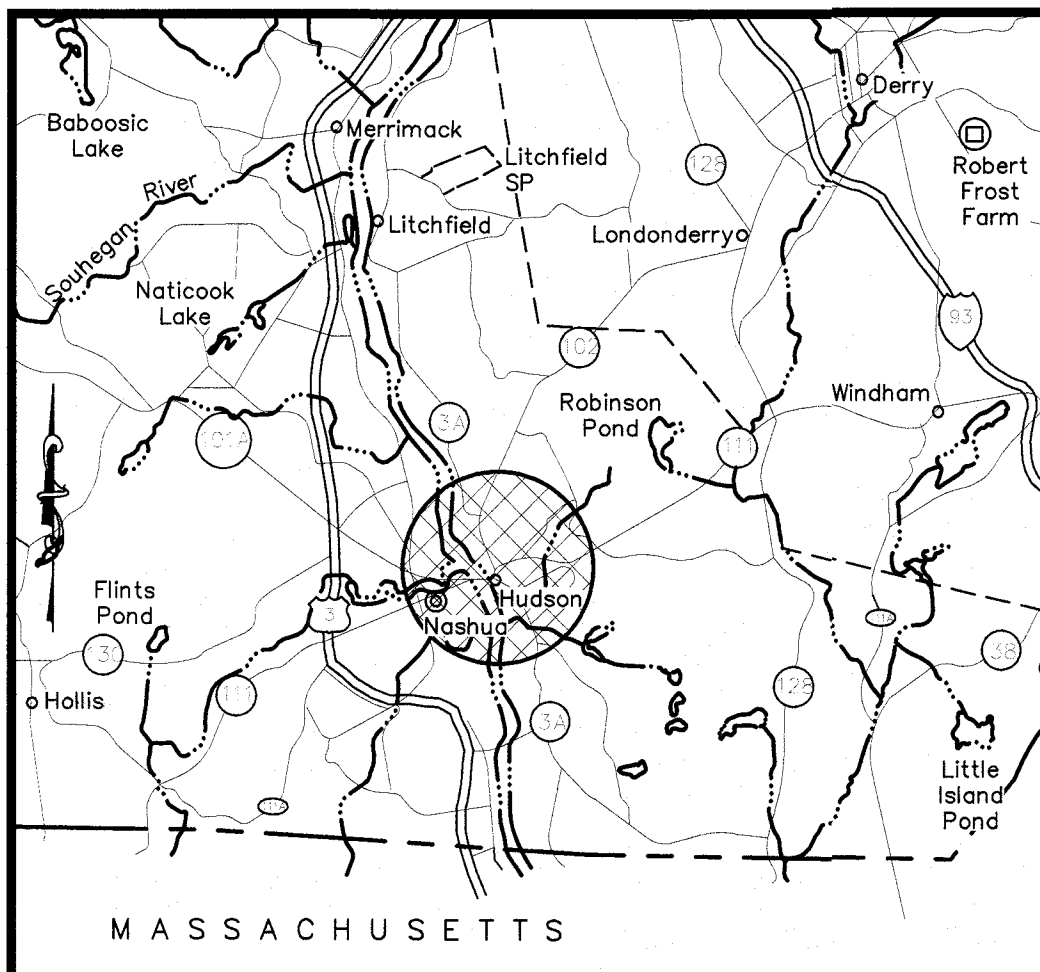 Baboosic
Lake
Merrimack
Litchfield
SP
128
Derry
Robert
Frost
Farm
Souhegan River
Litchfield
Londonderry
Naticook
Lake
93
102
Robinson
Pond
Windham
101A
3A
111
Flints
Pond
3
Hudson
Nashua
111A
130
Hollis
111
3A
128
38
Little
Island
Pond
111A
MASSACHUSETTS